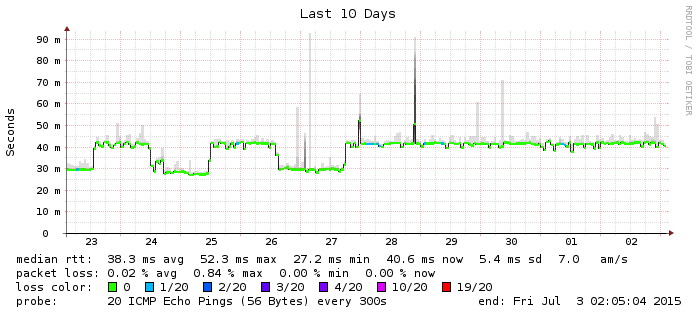 Last 10 Days
RRDTOOL / TOBI OETIKER
Seconds
90 m
80 m
70 m
60 m
50 m
40 m
30 m
20 m
10 m
0
23 24 25 26 27 28 29 30 01 02
median rtt: 38.3 ms avg 52.3 ms max 27.2 ms min 40.6 ms now 5.4 ms sd 7.0 am/s
packet loss: 0.02 % avg 0.84 % max 0.00 % min 0.00 % now
loss color: 0 1/20 2/20 3/20 4/20 10/20 19/20
probe: 20 ICMP Echo Pings (56 Bytes) every 300s end: Fri Jul 3 02:05:04 2015